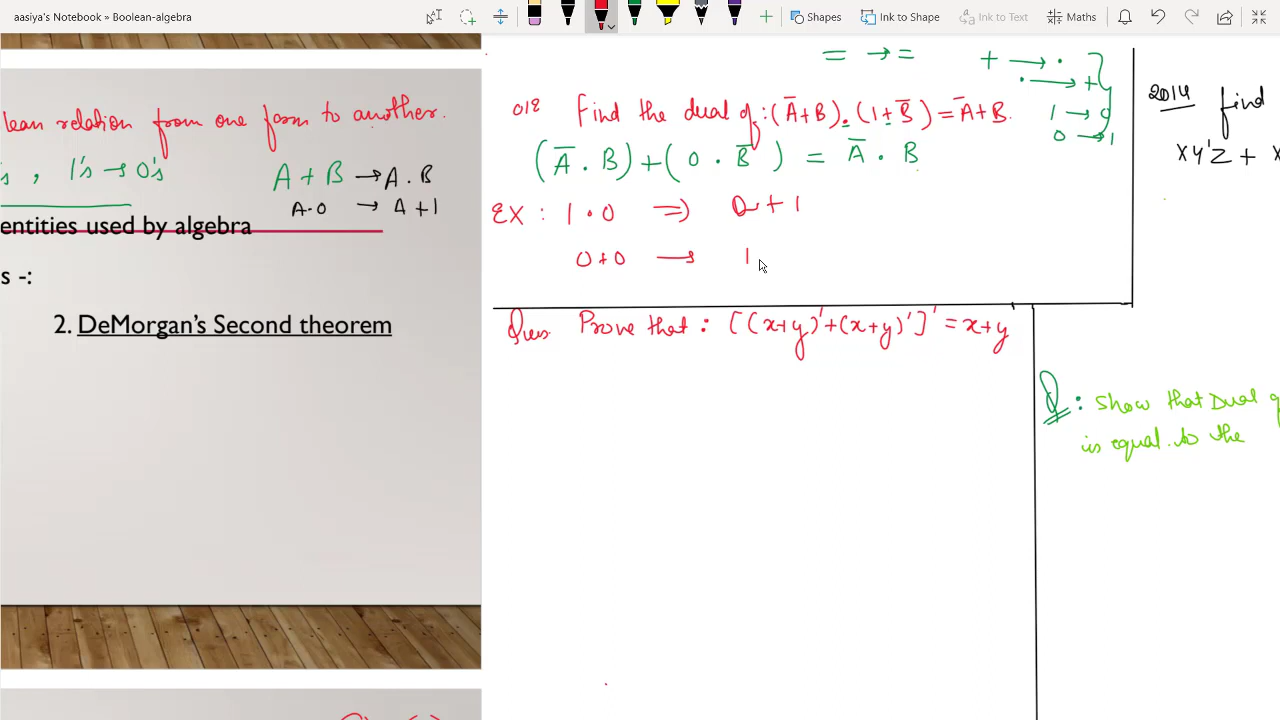 aasiya's Notebook » Boolean-algebra
Shapes
Ink to Shape
Ink to Text
Maths
lean relation from one form to another.
's , 1's → 0's
A + B → A . B
A.0 → A + 1
entities used by algebra
s -:
2. DeMorgan's Second theorem
= → =
+ → .
. → +
1 → 0
0 → 1
018 Find the dual of : (A̅+B) . (1+B̅) = A̅+B.
(A̅ . B) + (0 . B̅) = A̅ . B
EX : 1 . 0 ⇒ 0 + 1
0 + 0 → 1
Ques Prove that : [(x+y)'+(x+y)']' = x+y
2014 find
XY'Z + X
Q : Show that Dual
is equal to the